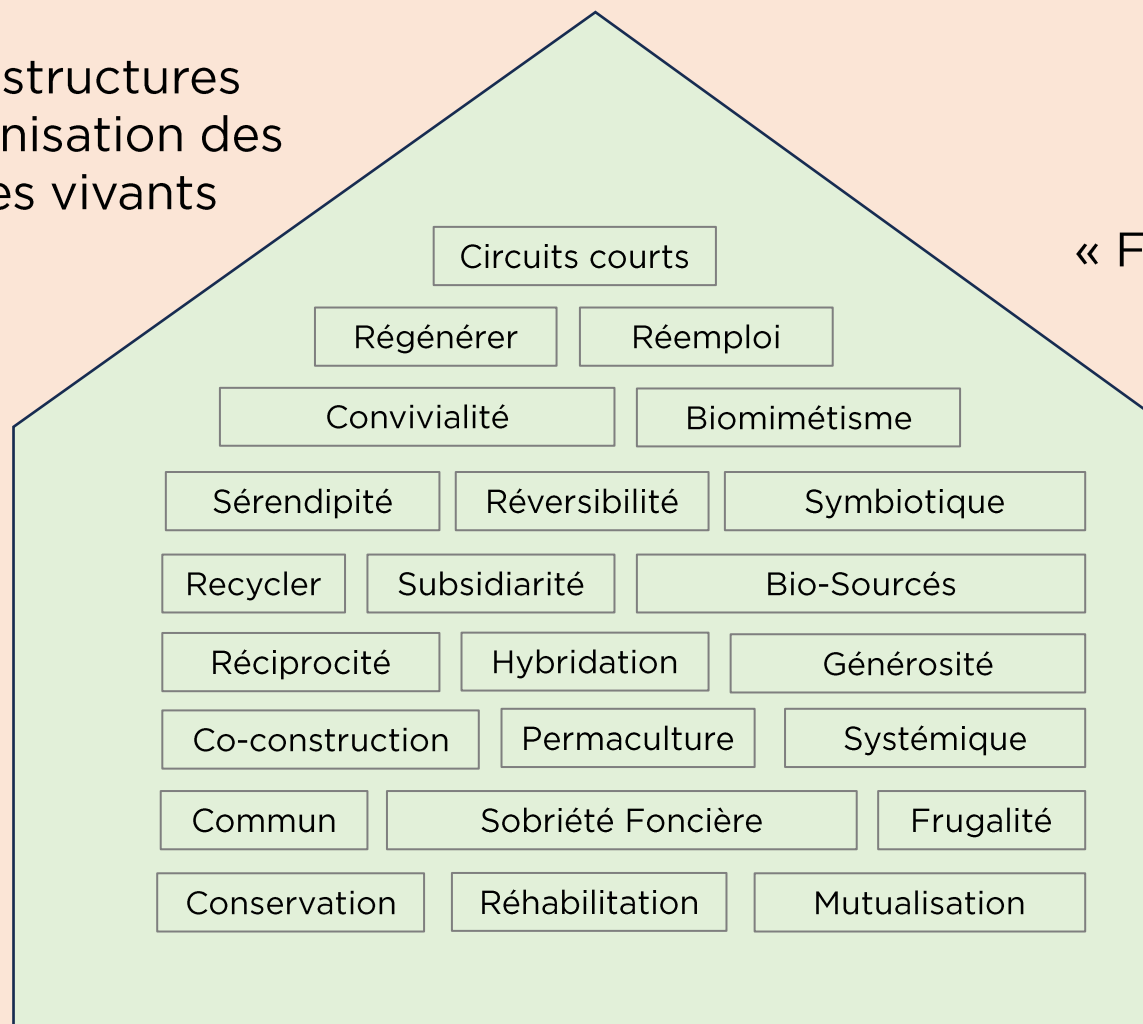 structures
nisation des
es vivants
« F
Circuits courts
Régénérer Réemploi
Convivialité Biomimétisme
Sérendipité Réversibilité Symbiotique
Recycler Subsidiarité Bio-Sourcés
Réciprocité Hybridation Générosité
Co-construction Permaculture Systémique
Commun Sobriété Foncière Frugalité
Conservation Réhabilitation Mutualisation